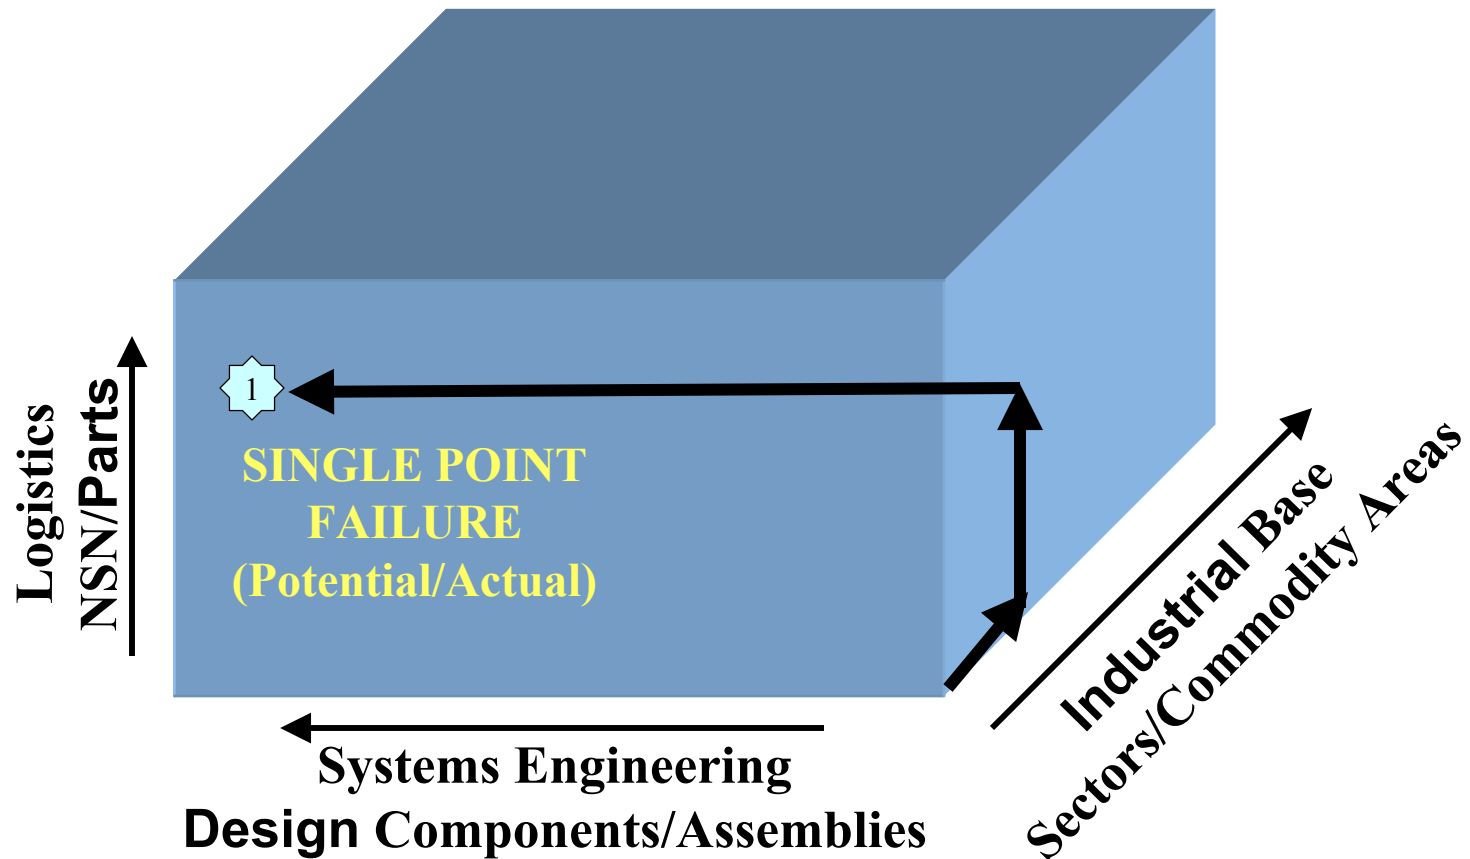 1
SINGLE POINT
FAILURE
(Potential/Actual)
Logistics
NSN/Parts
Systems Engineering
Design Components/Assemblies
Industrial Base
Sectors/Commodity Areas